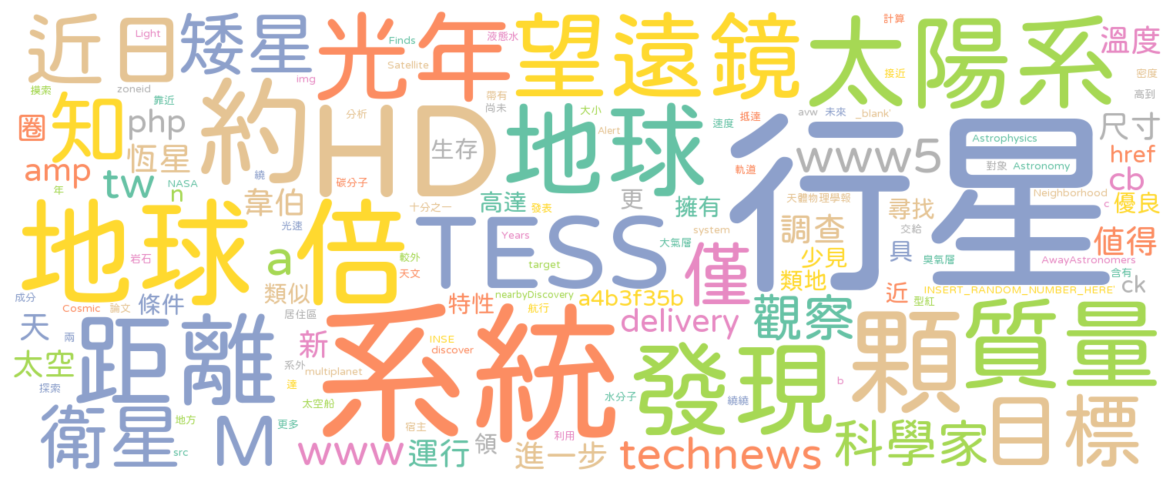 近日
矮星
光年
望遠鏡
太陽系
溫度
Light
Finds
液態水
Satellite
img
計算
接近
密度
高到
摸索
zoneid
靠近
知
圈
php
約
HD
地球
行星
恆星
amp
tw
n
NASA
年
分析
生存
帶有
尚未
大小
Alert
速度
抵達
avw
未來
_blank'
軌道
www5
Astrophysics
對象
Astronomy
尺寸
href
cb
Neighborhood
c
優良
繞
碳分子
韋伯
十分之一
發表
高達
更
擁有
天體物理學報
調查
尋找
交給
地球
倍
TESS
光速
Years
system
大氣層
少見
具
臭氧層
值得
AwayAstronomers
含有
岩石
a
較外
天文
target
僅
類地
近
型紅
INSERT_RANDOM_NUMBER_HERE'
ck
成分
Cosmic
論文
條件
類似
居住區
特性
nearbyDiscovery
航行
a4b3f35b
delivery
觀察
顆
質量
天
兩
距離
新
系統
INSE
discover
發現
太空
探索
系外
multiplanet
達
太空船
水分子
b
繞繞
目標
衛星
地方
src
更多
M
www
宿主
運行
領
利用
進一步
technews
科學家